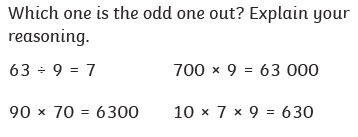 Which one is the odd one out? Explain your
reasoning.
63 ÷ 9 = 7 700 × 9 = 63 000
90 × 70 = 6300 10 × 7 × 9 = 630